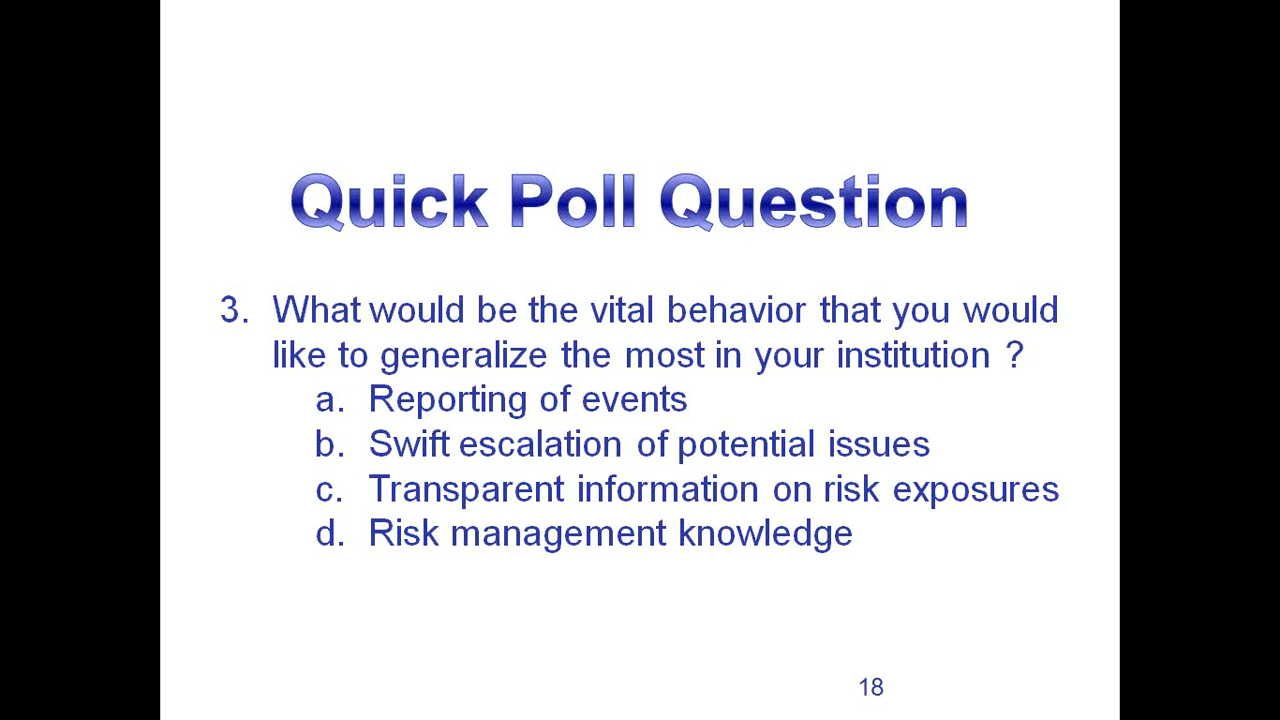 Quick Poll Question
3. What would be the vital behavior that you would
like to generalize the most in your institution ?
a. Reporting of events
b. Swift escalation of potential issues
c. Transparent information on risk exposures
d. Risk management knowledge
18